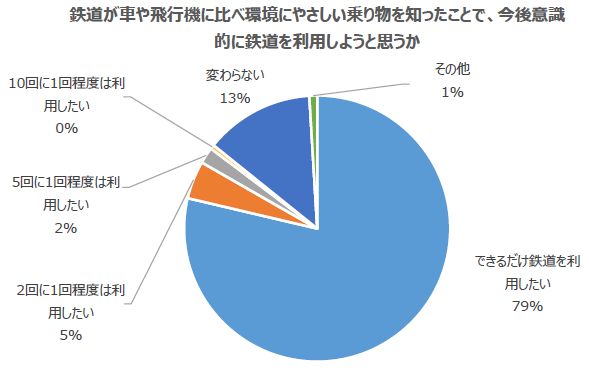 鉄道が車や飛行機に比べ環境にやさしい乗り物を知ったことで、今後意識
的に鉄道を利用しようと思うか
その他
1%
変わらない
13%
10回に1回程度は利
用したい
0%
5回に1回程度は利
用したい
2%
2回に1回程度は利
用したい
5%
できるだけ鉄道を利
用したい
79%